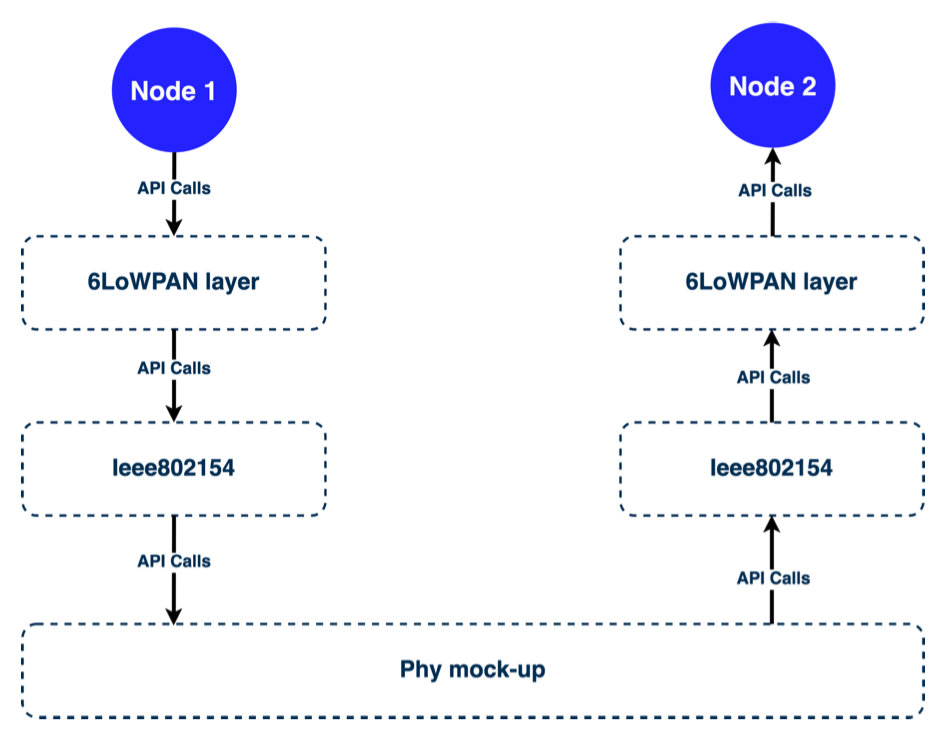 Node 1
Node 2
API Calls
API Calls
6LoWPAN layer
6LoWPAN layer
API Calls
API Calls
Ieee802154
Ieee802154
API Calls
API Calls
Phy mock-up